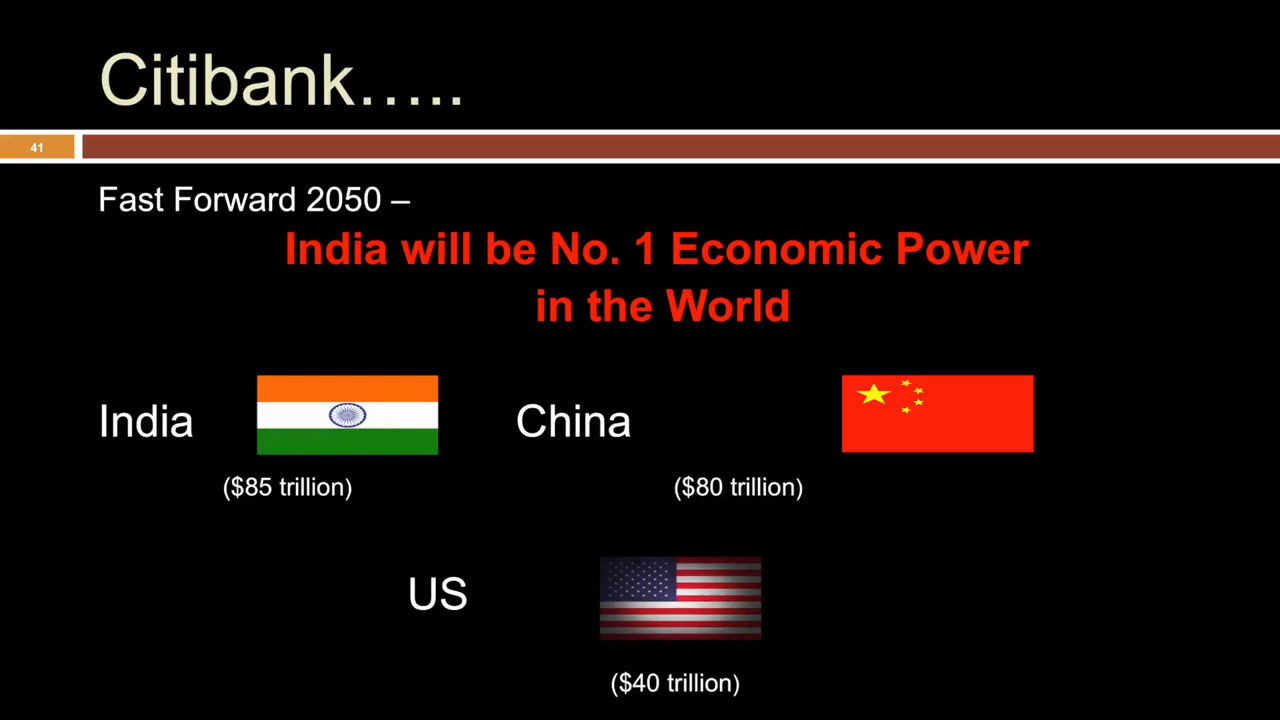 Citibank.....
41
Fast Forward 2050 –
India will be No. 1 Economic Power
in the World
India
China
($85 trillion)
($80 trillion)
US
($40 trillion)